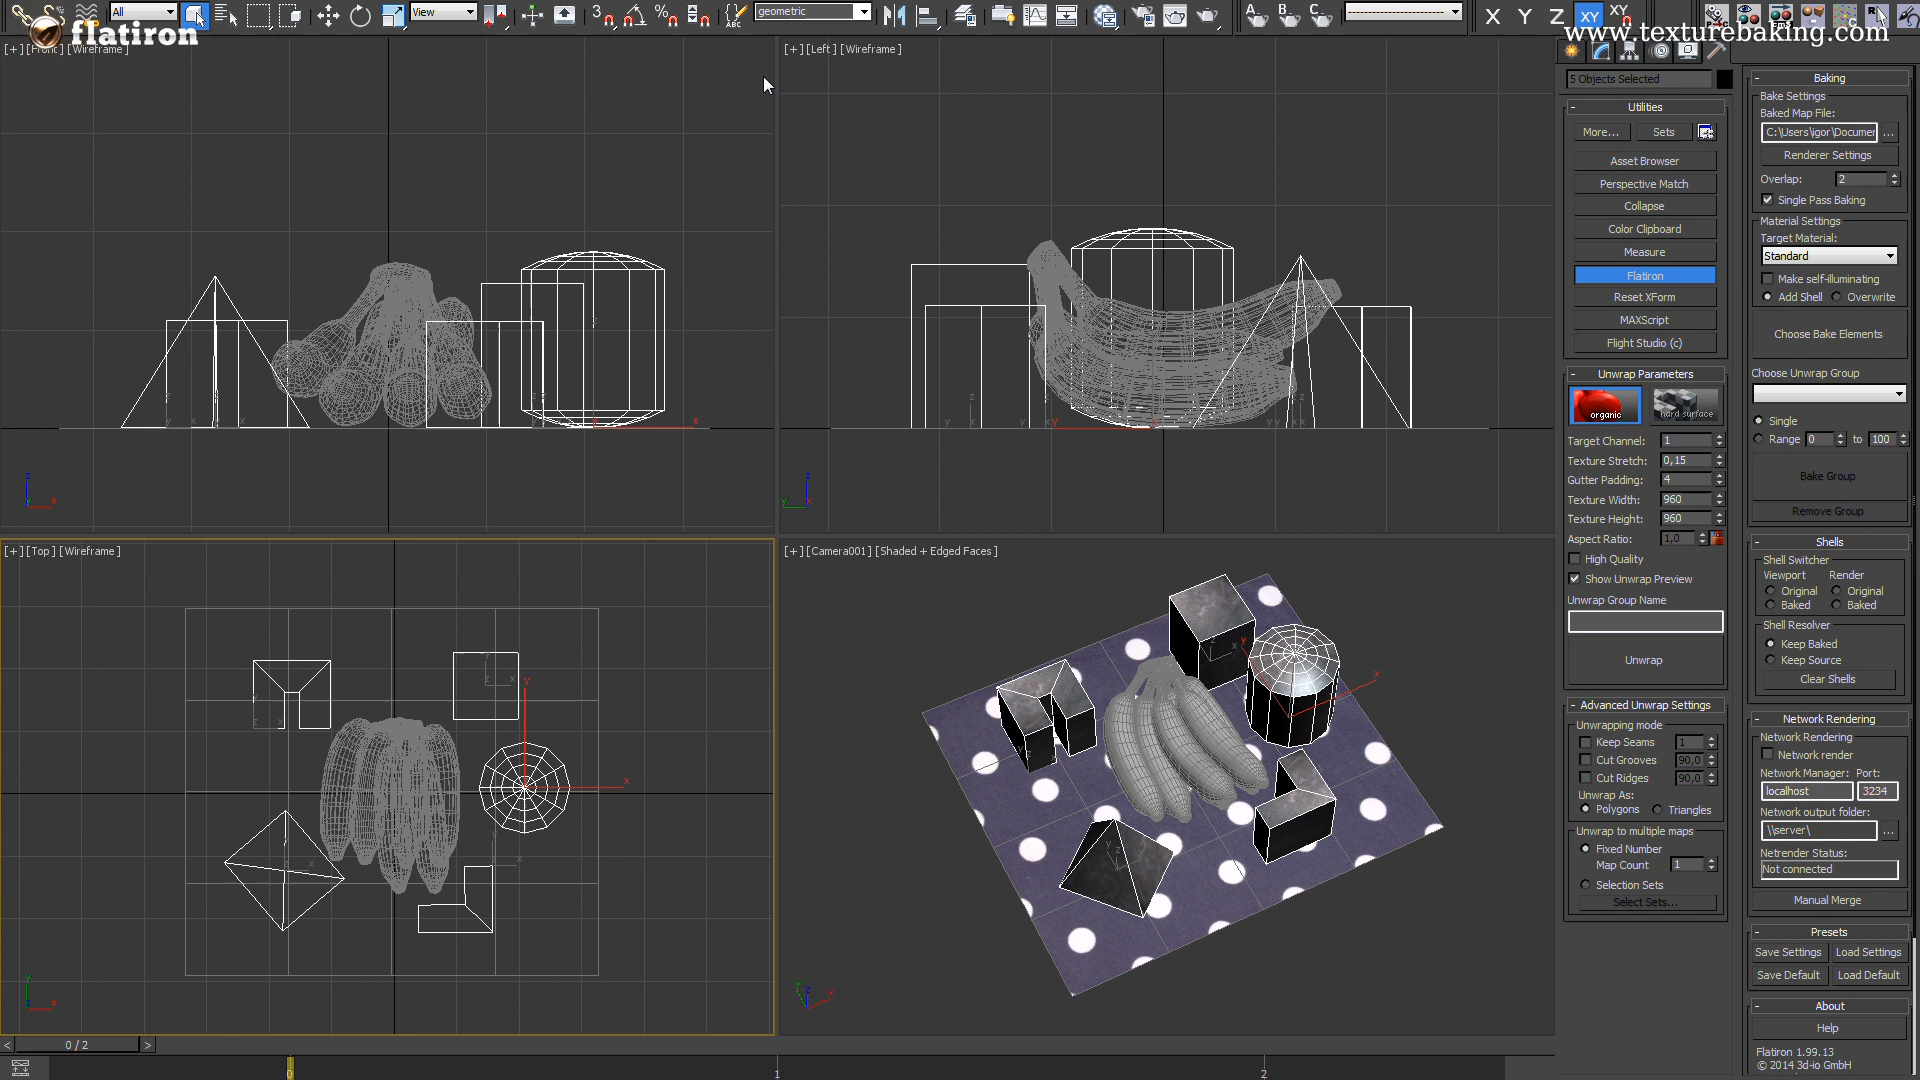 flatiron
www.texturebaking.com
All
View
geometric
ABC
3
%
A
B
C
X
Y
Z
XY
XY
[+][Front][Wireframe]
[+][Left][Wireframe]
[+][Top][Wireframe]
[+][Camera001][Shaded + Edged Faces]
5 Objects Selected
Utilities
More...
Sets
Asset Browser
Perspective Match
Collapse
Color Clipboard
Measure
Flatiron
Reset XForm
MAXScript
Flight Studio (c)
Unwrap Parameters
organic
hard surface
Target Channel: 1
Texture Stretch: 0,15
Gutter Padding: 4
Texture Width: 960
Texture Height: 960
Aspect Ratio: 1,0
High Quality
Show Unwrap Preview
Unwrap Group Name
Unwrap
Advanced Unwrap Settings
Unwrapping mode
Keep Seams 1
Cut Grooves 90,0
Cut Ridges 90,0
Unwrap As:
Polygons Triangles
Unwrap to multiple maps
Fixed Number
Map Count 1
Selection Sets
Select Sets...
Baking
Bake Settings
Baked Map File:
C:\Users\igor\Documer ...
Renderer Settings
Overlap: 2
Single Pass Baking
Material Settings
Target Material:
Standard
Make self-illuminating
Add Shell Overwrite
Choose Bake Elements
Choose Unwrap Group
Single
Range 0 to 100
Bake Group
Remove Group
Shells
Shell Switcher
Viewport Render
Original Original
Baked Baked
Shell Resolver
Keep Baked
Keep Source
Clear Shells
Network Rendering
Network Rendering
Network render
Network Manager: Port:
localhost 3234
Network output folder:
\\server\ ...
Netrender Status:
Not connected
Manual Merge
Presets
Save Settings Load Settings
Save Default Load Default
About
Help
Flatiron 1.99.13
© 2014 3d-io GmbH
< 0 / 2 >
0 1 2